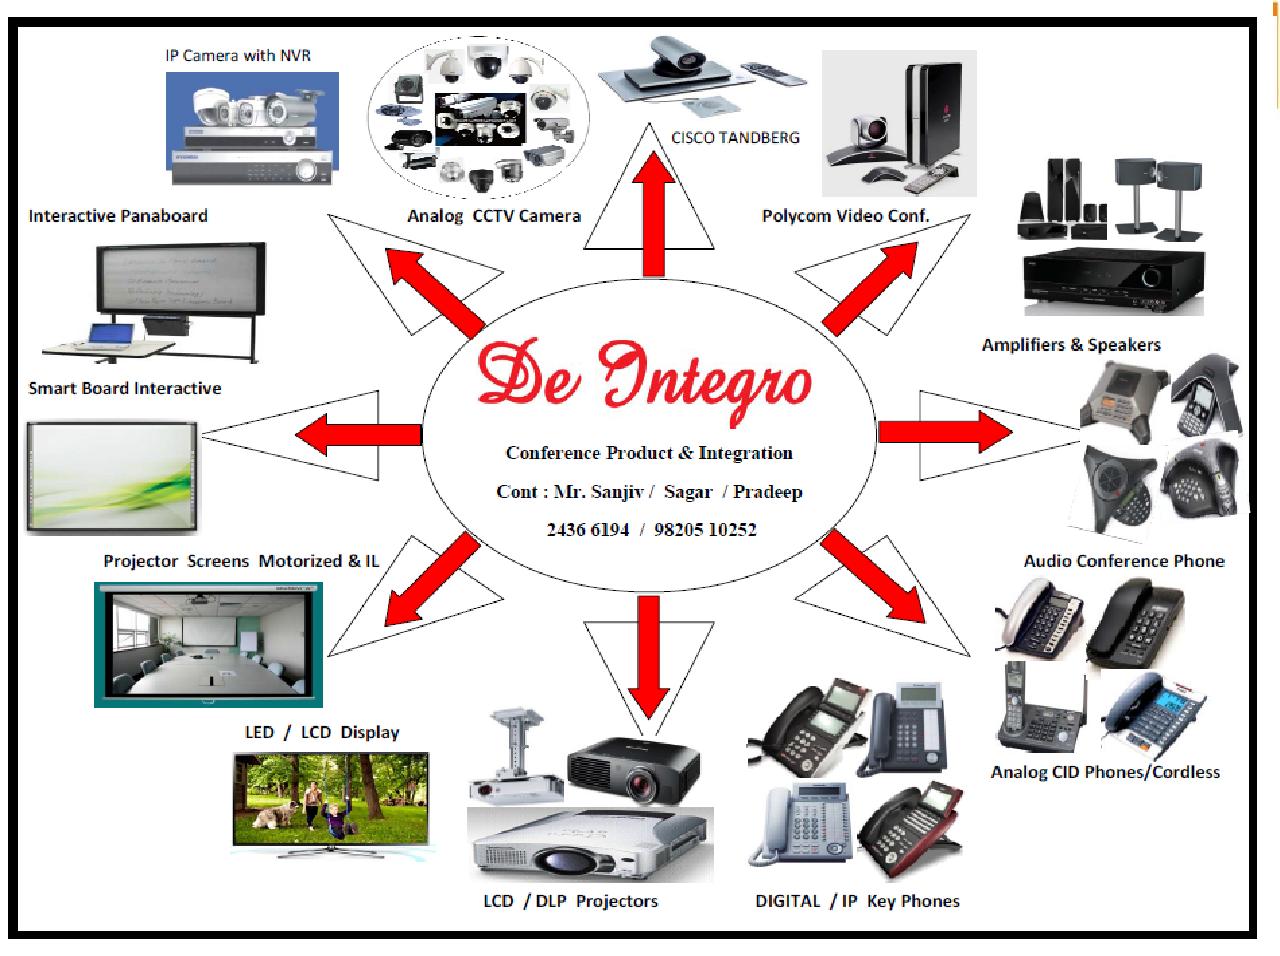 IP Camera with NVR
CISCO TANDBERG
Interactive Panaboard
Analog CCTV Camera
Polycom Video Conf.
Amplifiers & Speakers
Smart Board Interactive
De Integro
Conference Product & Integration
Cont : Mr. Sanjiv / Sagar / Pradeep
2436 6194 / 98205 10252
Projector Screens Motorized & IL
Audio Conference Phone
LED / LCD Display
Analog CID Phones/Cordless
LCD / DLP Projectors
DIGITAL / IP Key Phones